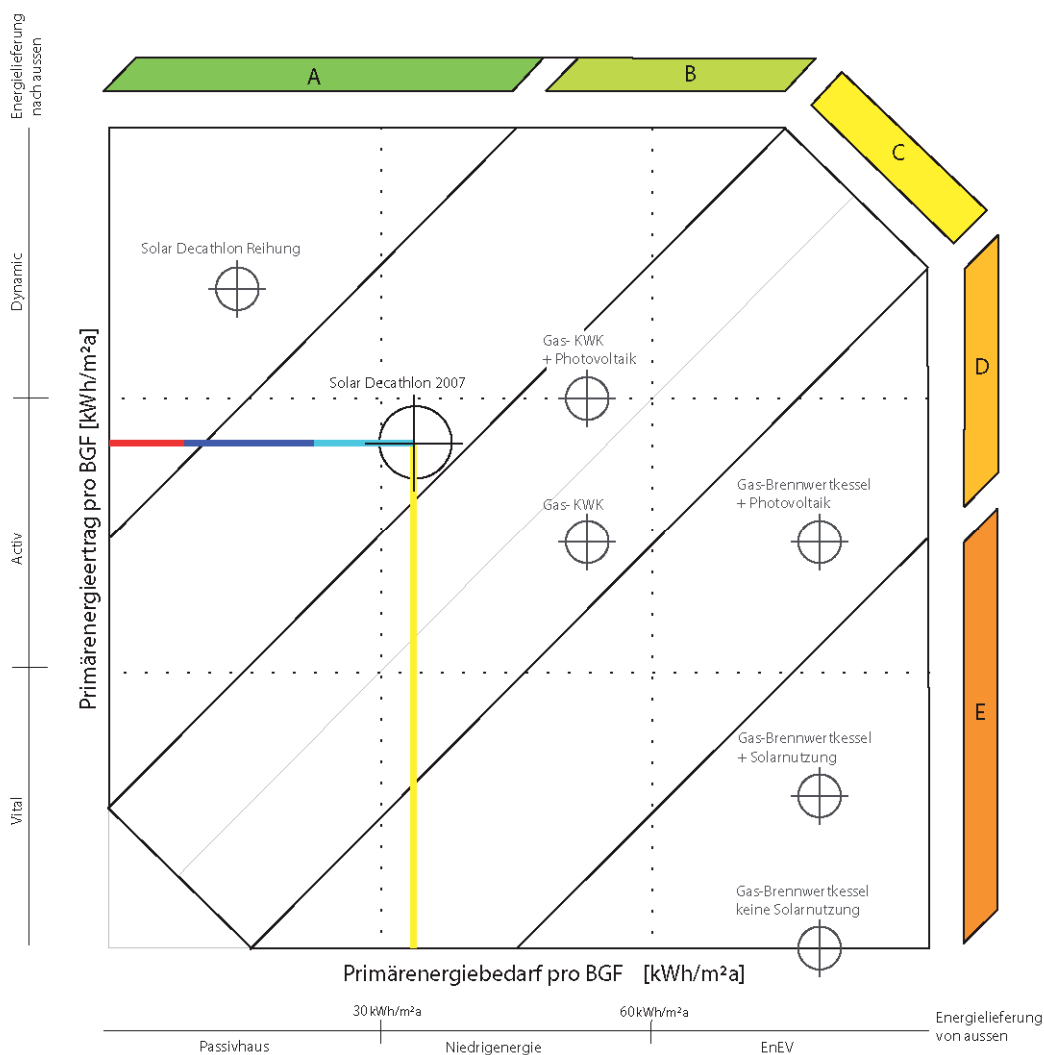 Energielieferung
nach aussen
A
B
C
Dynamic
Solar Decathlon Reihung
Gas- KWK
+ Photovoltaik
D
Solar Decathlon 2007
Primärenergieertrag pro BGF [kWh/m²a]
Activ
Gas-KWK
Gas-Brennwertkessel
+ Photovoltaik
E
Vital
Gas-Brennwertkessel
+ Solarnutzung
Gas-Brennwertkessel
keine Solarnutzung
Primärenergiebedarf pro BGF [kWh/m²a]
30 kWh/m²a
60 kWh/m²a
Energielieferung
von aussen
Passivhaus
Niedrigenergie
EnEV